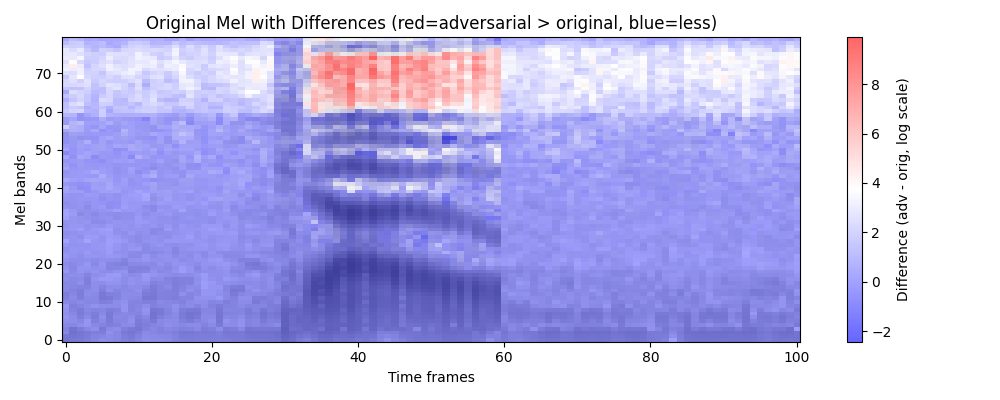 Original Mel with Differences (red=adversarial > original, blue=less)
Mel bands
70
60
50
40
30
20
10
0
0 20 40 60 80 100
Time frames
8
6
4
2
0
−2
Difference (adv - orig, log scale)